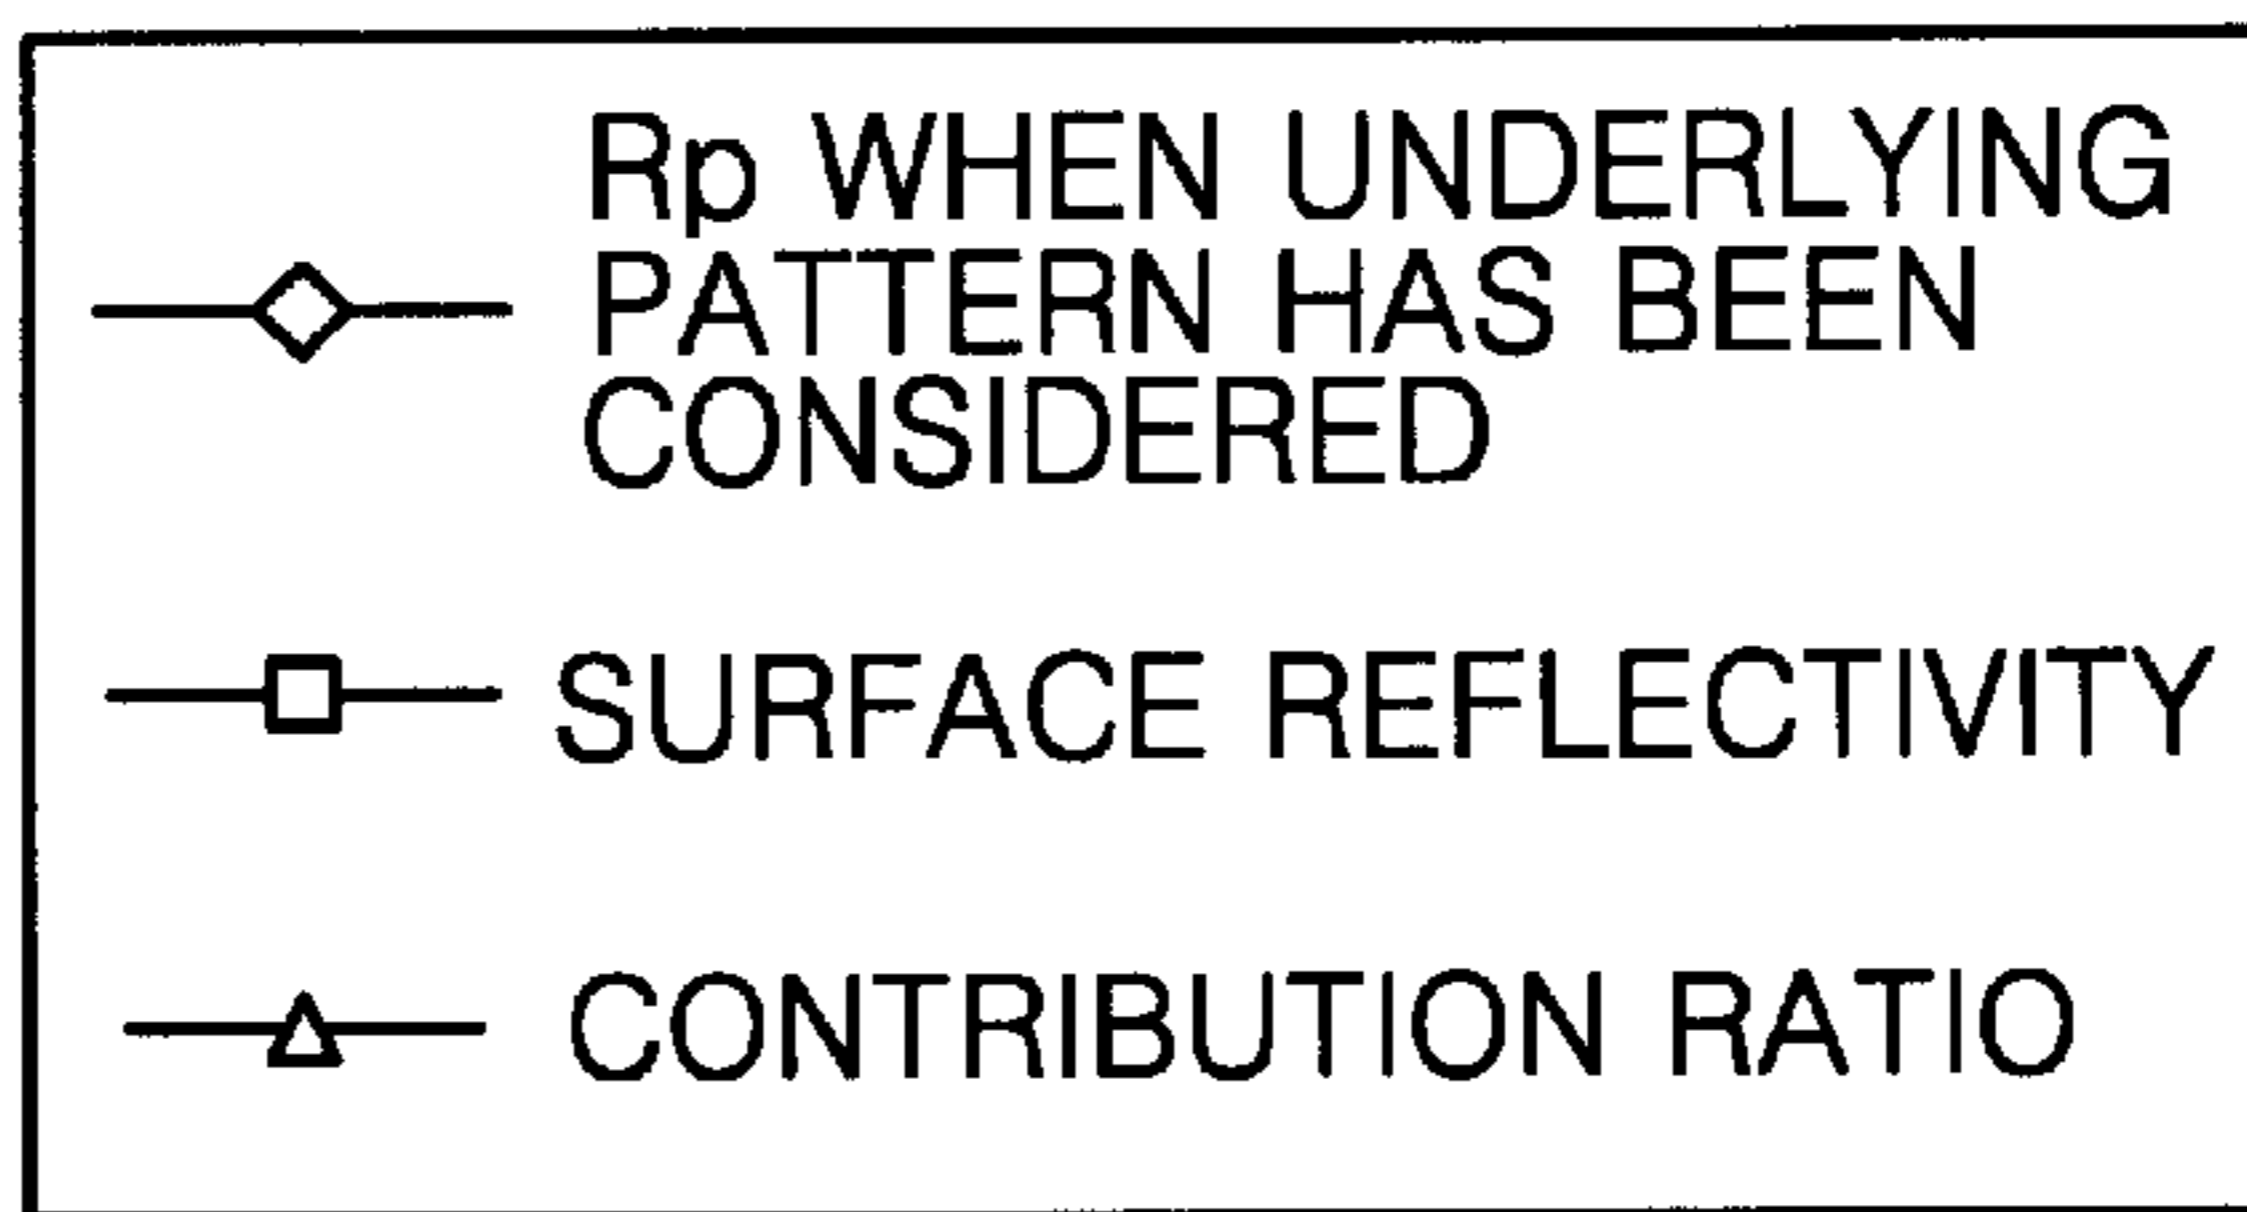 Rp WHEN UNDERLYING
PATTERN HAS BEEN
CONSIDERED
SURFACE REFLECTIVITY
CONTRIBUTION RATIO